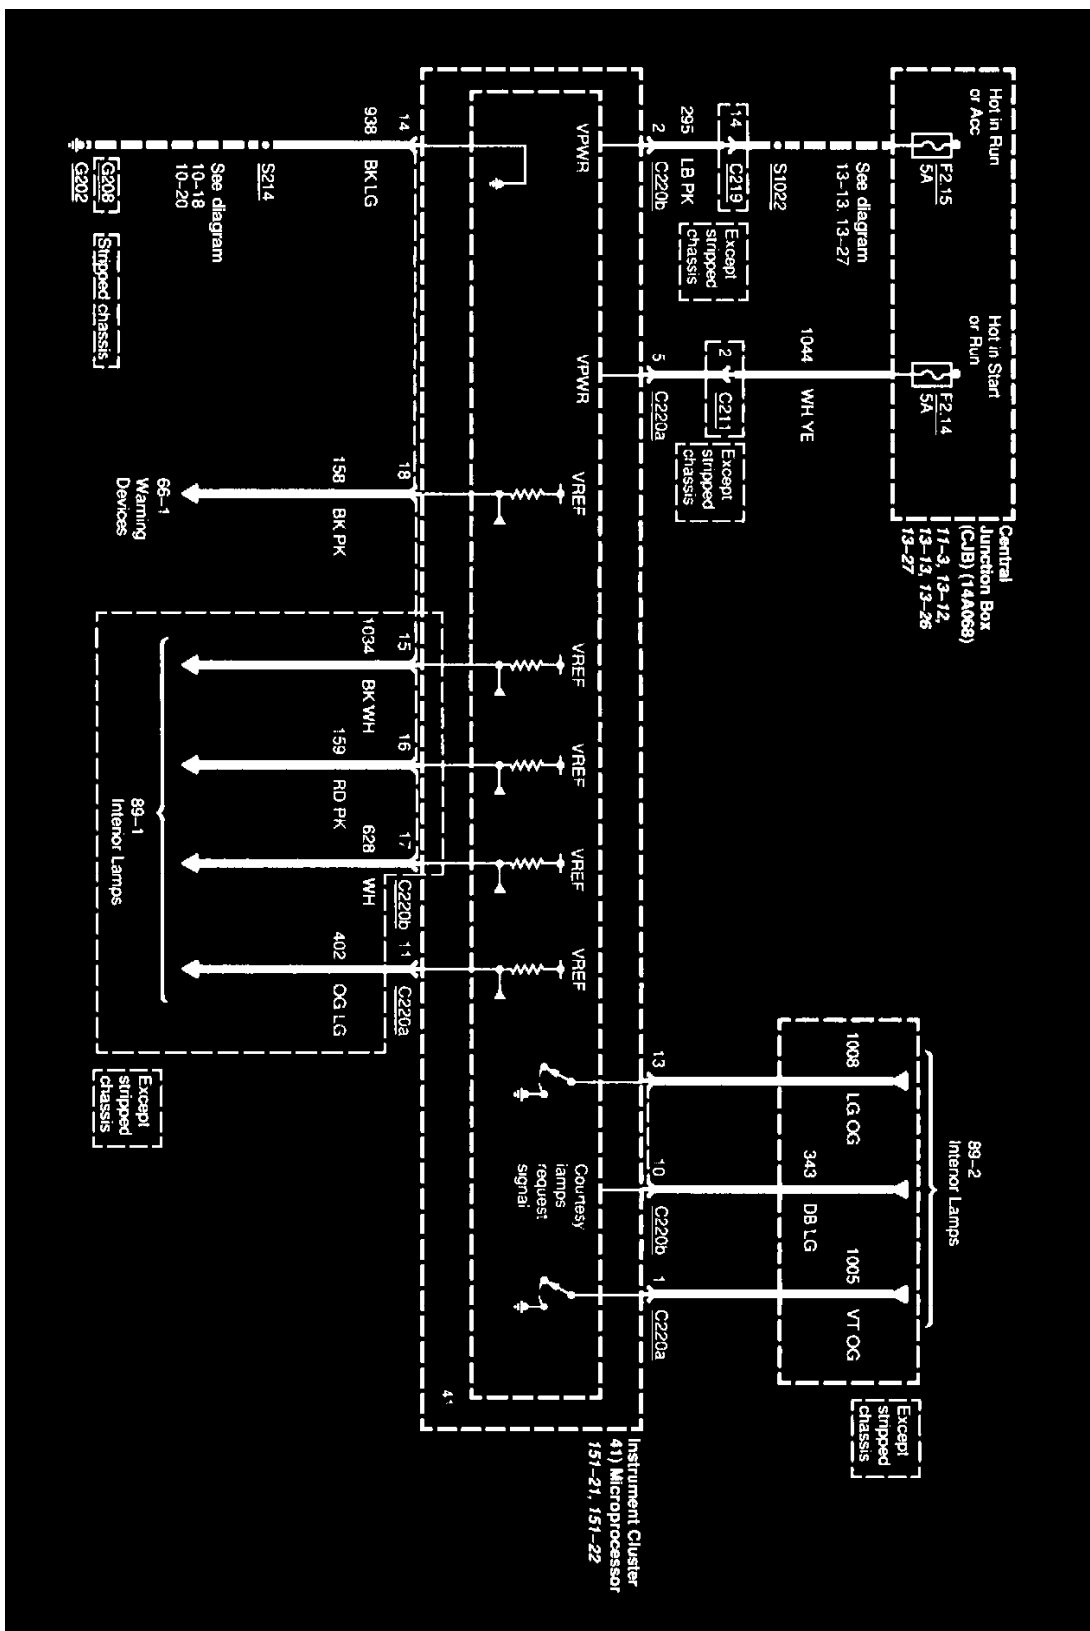 Hot in Run
or Acc
F2.15
5A
Hot in Start
or Run
F2.14
5A
Central
Junction Box
(CJB) (14A068)
11-3, 13-12,
13-13, 13-26
13-27
See diagram
13-13, 13-27
S1022
14
C219
Except
stripped
chassis
295
LB PK
2
C220b
1044
WH YE
2
C211
Except
stripped
chassis
5
C220a
89-2
Interior Lamps
1008
LG OG
343
DB LG
1005
VT OG
Except
stripped
chassis
13
10
C220b
1
C220a
VPWR
VPWR
VREF
VREF
VREF
VREF
VREF
Courtesy
lamps
request
signal
41
Instrument Cluster
41) Microprocessor
151-21, 151-22
14
938
BK LG
S214
See diagram
10-18
10-20
G208
G202
Stripped chassis
18
158
BK PK
66-1
Warning
Devices
15
1034
BK WH
16
159
RD PK
17
C220b
628
WH
11
C220a
402
OG LG
89-1
Interior Lamps
Except
stripped
chassis